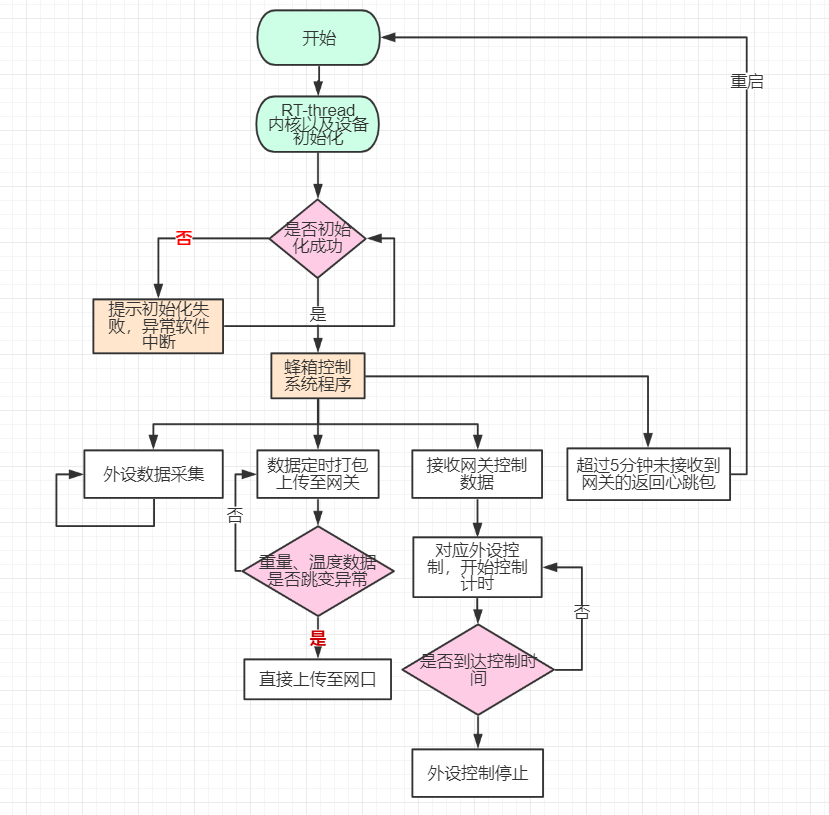 开始
重启
RT-thread
内核以及设备
初始化
是否初始
化成功
否
提示初始化失
败，异常软件
中断
是
蜂箱控制
系统程序
外设数据采集
数据定时打包
上传至网关
接收网关控制
数据
超过5分钟未接收到
网关的返回心跳包
否
重量、温度数据
是否跳变异常
对应外设控
制，开始控制
计时
否
是
直接上传至网口
是否到达控制时
间
外设控制停止